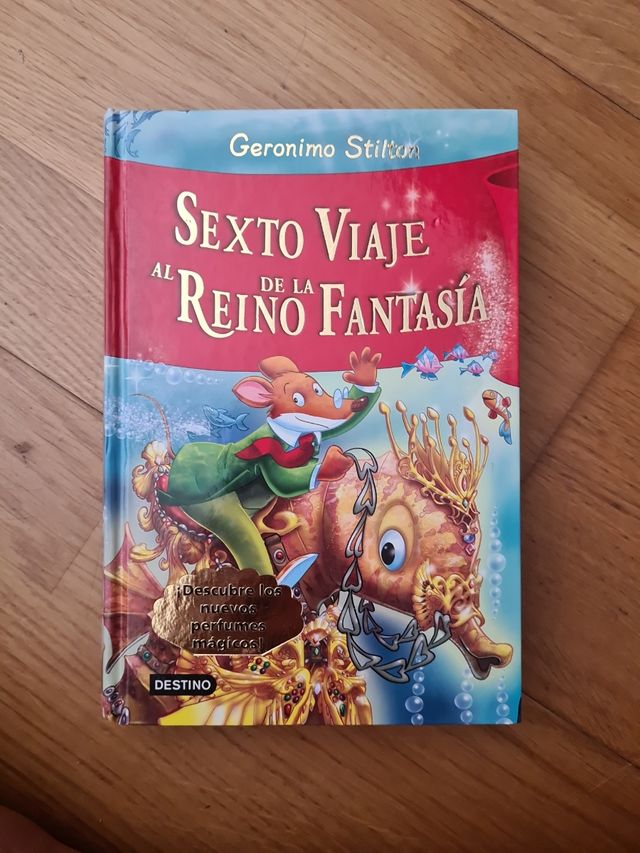 Geronimo Stilton
SEXTO VIAJE
AL REINO DE LA FANTASÍA
¡Descubre los
nuevos
perfumes
mágicos!
DESTINO